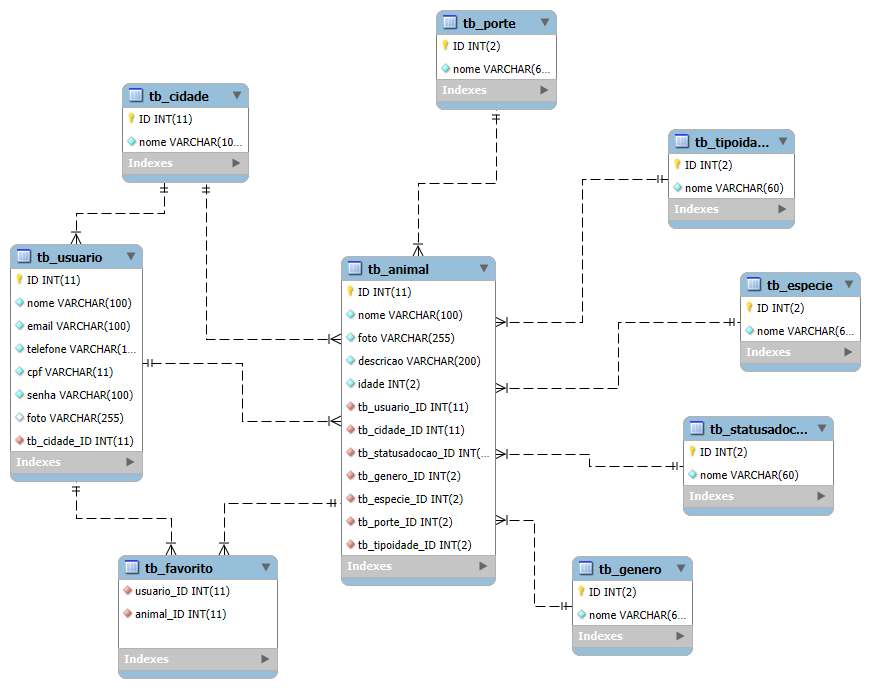 tb_porte
ID INT(2)
nome VARCHAR(6...
Indexes
tb_cidade
ID INT(11)
nome VARCHAR(10...
Indexes
tb_tipoida...
ID INT(2)
nome VARCHAR(60)
Indexes
tb_usuario
ID INT(11)
nome VARCHAR(100)
email VARCHAR(100)
telefone VARCHAR(1...
cpf VARCHAR(11)
senha VARCHAR(100)
foto VARCHAR(255)
tb_cidade_ID INT(11)
Indexes
tb_animal
ID INT(11)
nome VARCHAR(100)
foto VARCHAR(255)
descricao VARCHAR(200)
idade INT(2)
tb_usuario_ID INT(11)
tb_cidade_ID INT(11)
tb_statusadocao_ID INT(...
tb_genero_ID INT(2)
tb_especie_ID INT(2)
tb_porte_ID INT(2)
tb_tipoidade_ID INT(2)
Indexes
tb_especie
ID INT(2)
nome VARCHAR(6...
Indexes
tb_statusadoc...
ID INT(2)
nome VARCHAR(60)
Indexes
tb_favorito
usuario_ID INT(11)
animal_ID INT(11)
Indexes
tb_genero
ID INT(2)
nome VARCHAR(6...
Indexes